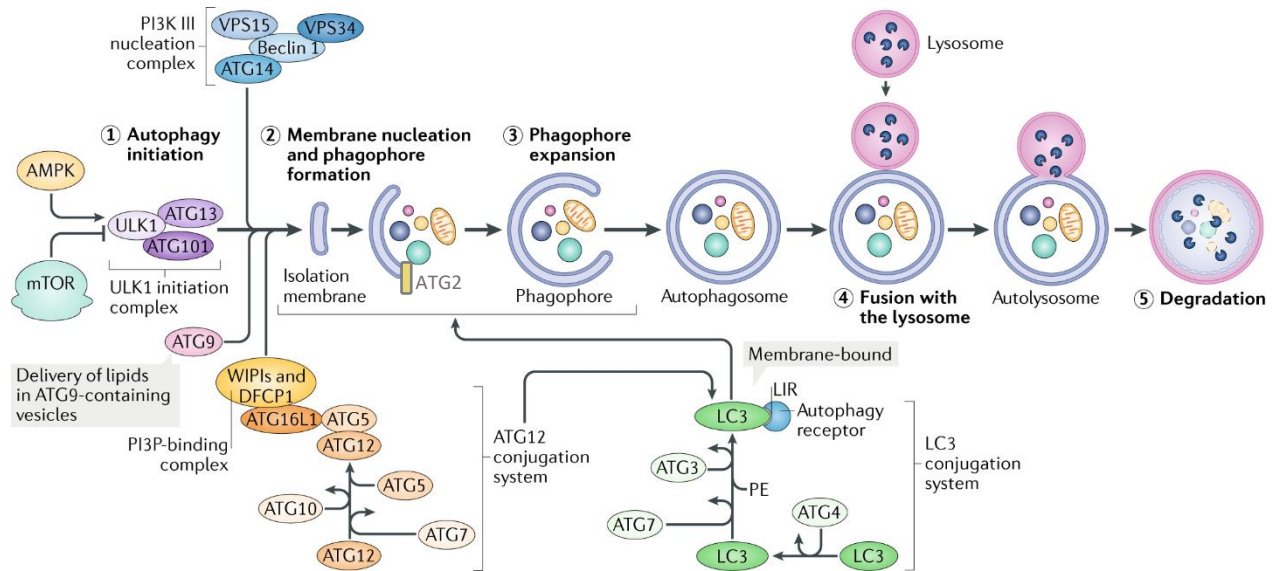 PI3K III
nucleation
complex
VPS15
VPS34
Beclin 1
ATG14
Lysosome
① Autophagy
initiation
② Membrane nucleation
and phagophore
formation
③ Phagophore
expansion
AMPK
ULK1
ATG13
ATG101
mTOR
ULK1 initiation
complex
Isolation
membrane
ATG2
Phagophore
Autophagosome
④ Fusion with
the lysosome
Autolysosome
⑤ Degradation
ATG9
Delivery of lipids
in ATG9-containing
vesicles
WIPIs and
DFCP1
ATG16L1
ATG5
ATG12
PI3P-binding
complex
ATG5
ATG10
ATG7
ATG12
ATG12
conjugation
system
Membrane-bound
LIR
LC3
Autophagy
receptor
ATG3
PE
ATG7
ATG4
LC3
LC3
LC3
conjugation
system